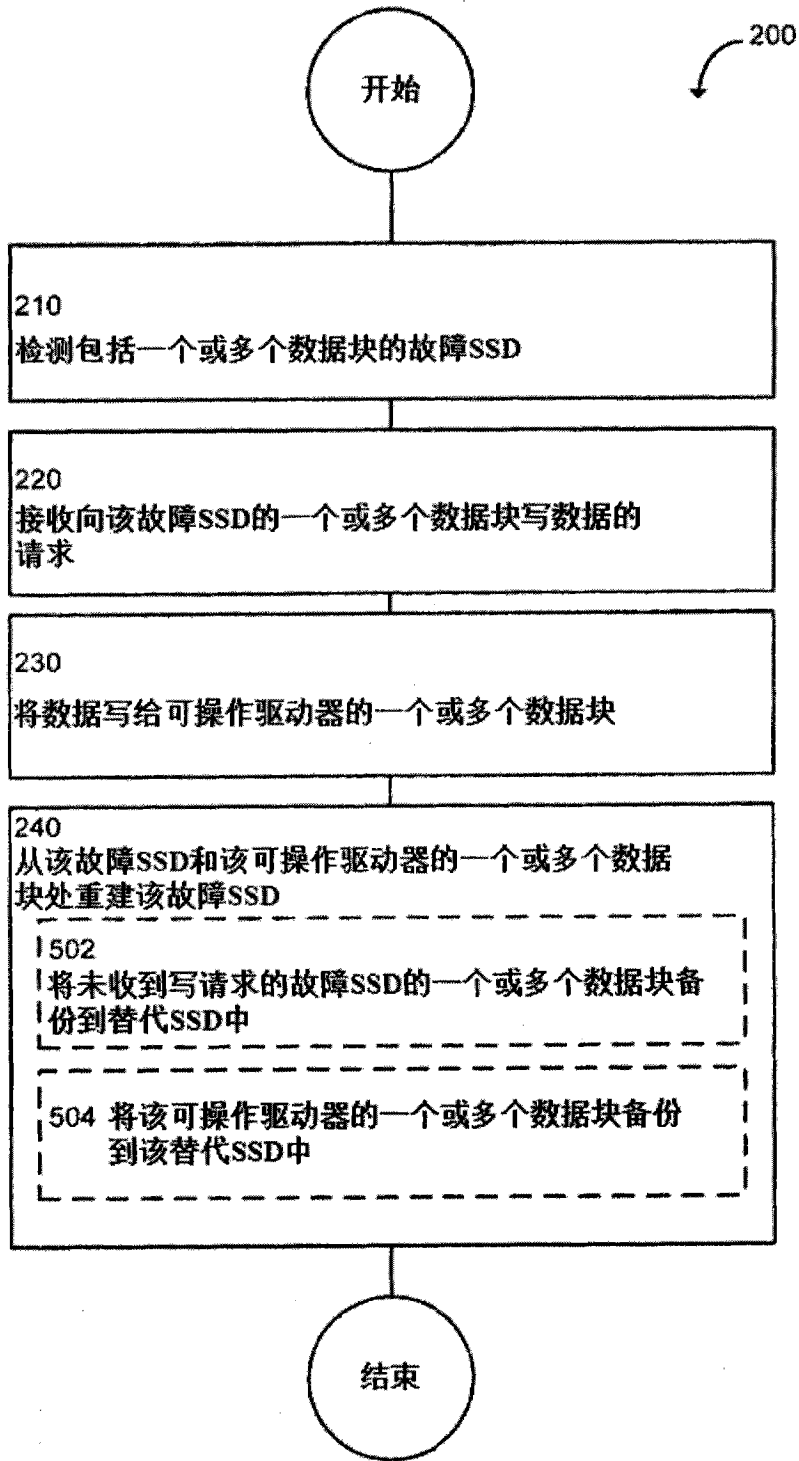 200
开始
210
检测包括一个或多个数据块的故障SSD
220
接收向该故障SSD的一个或多个数据块写数据的
请求
230
将数据写给可操作驱动器的一个或多个数据块
240
从该故障SSD和该可操作驱动器的一个或多个数据
块处重建该故障SSD
502
将未收到写请求的故障SSD的一个或多个数据块备
份到替代SSD中
504 将该可操作驱动器的一个或多个数据块备份
到该替代SSD中
结束